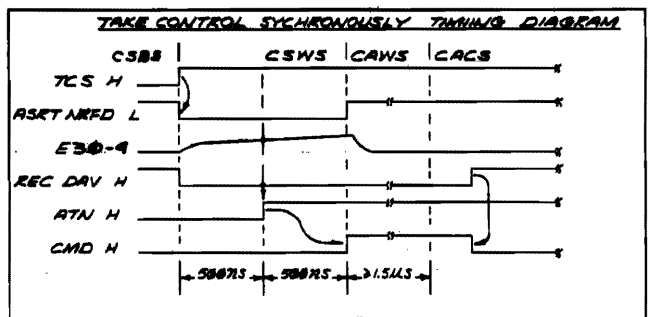 TAKE CONTROL SYCHRONOUSLY TIMING DIAGRAM
CSBS CSWS CAWS CACS
TCS H
ASRT NRFD L
E30-9
REC DAV H
ATN H
CMD H
500NS 500NS ≥1.5US